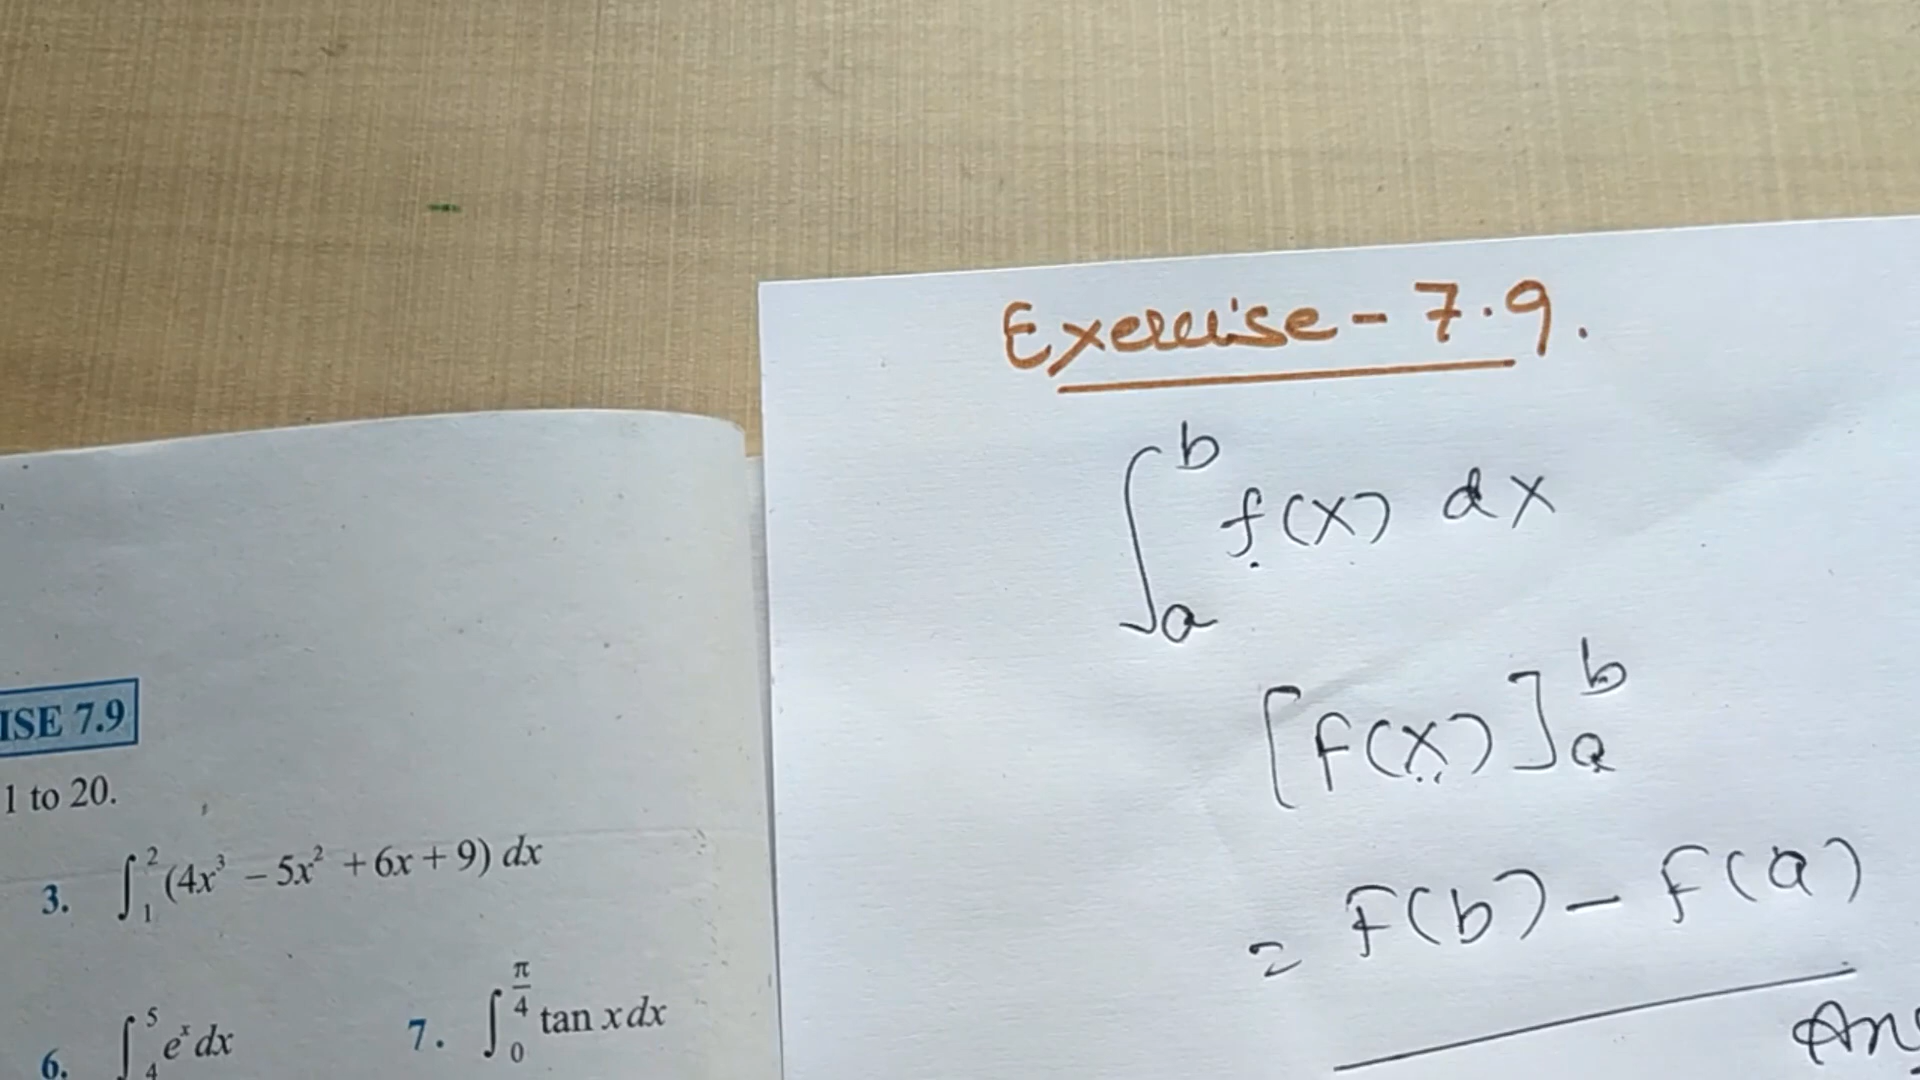 ISE 7.9
1 to 20.
3. ∫₁² (4x³ – 5x² + 6x + 9) dx
6. ∫₄⁵ eˣ dx 7. ∫₀^(π/4) tan x dx
Exercise - 7.9.
∫ₐᵇ f(x) dx
[F(x)]ₐᵇ
= F(b) – F(a)
Ans